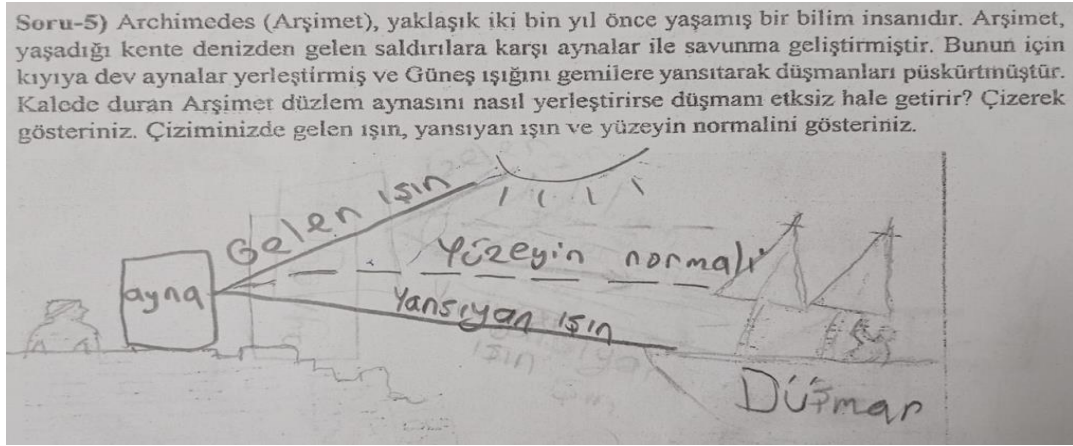 Soru-5) Archimedes (Arşimet), yaklaşık iki bin yıl önce yaşamış bir bilim insanıdır. Arşimet,
yaşadığı kente denizden gelen saldırılara karşı aynalar ile savunma geliştirmiştir. Bunun için
kıyıya dev aynalar yerleştirmiş ve Güneş ışığını gemilere yansıtarak düşmanları püskürtmüştür.
Kalede duran Arşimet düzlem aynasını nasıl yerleştirirse düşmanı etksiz hale getirir? Çizerek
gösteriniz. Çiziminizde gelen ışın, yansıyan ışın ve yüzeyin normalini gösteriniz.
Gelen ışın
Yüzeyin normali
ayna
Yansıyan ışın
ışın
Düşman